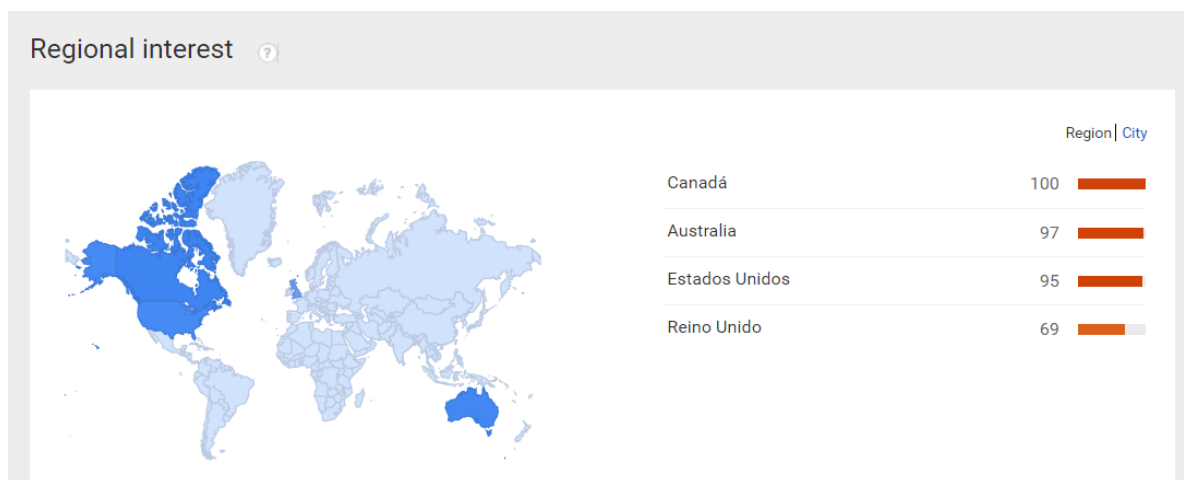 Regional interest ?
Region | City
Canadá 100
Australia 97
Estados Unidos 95
Reino Unido 69